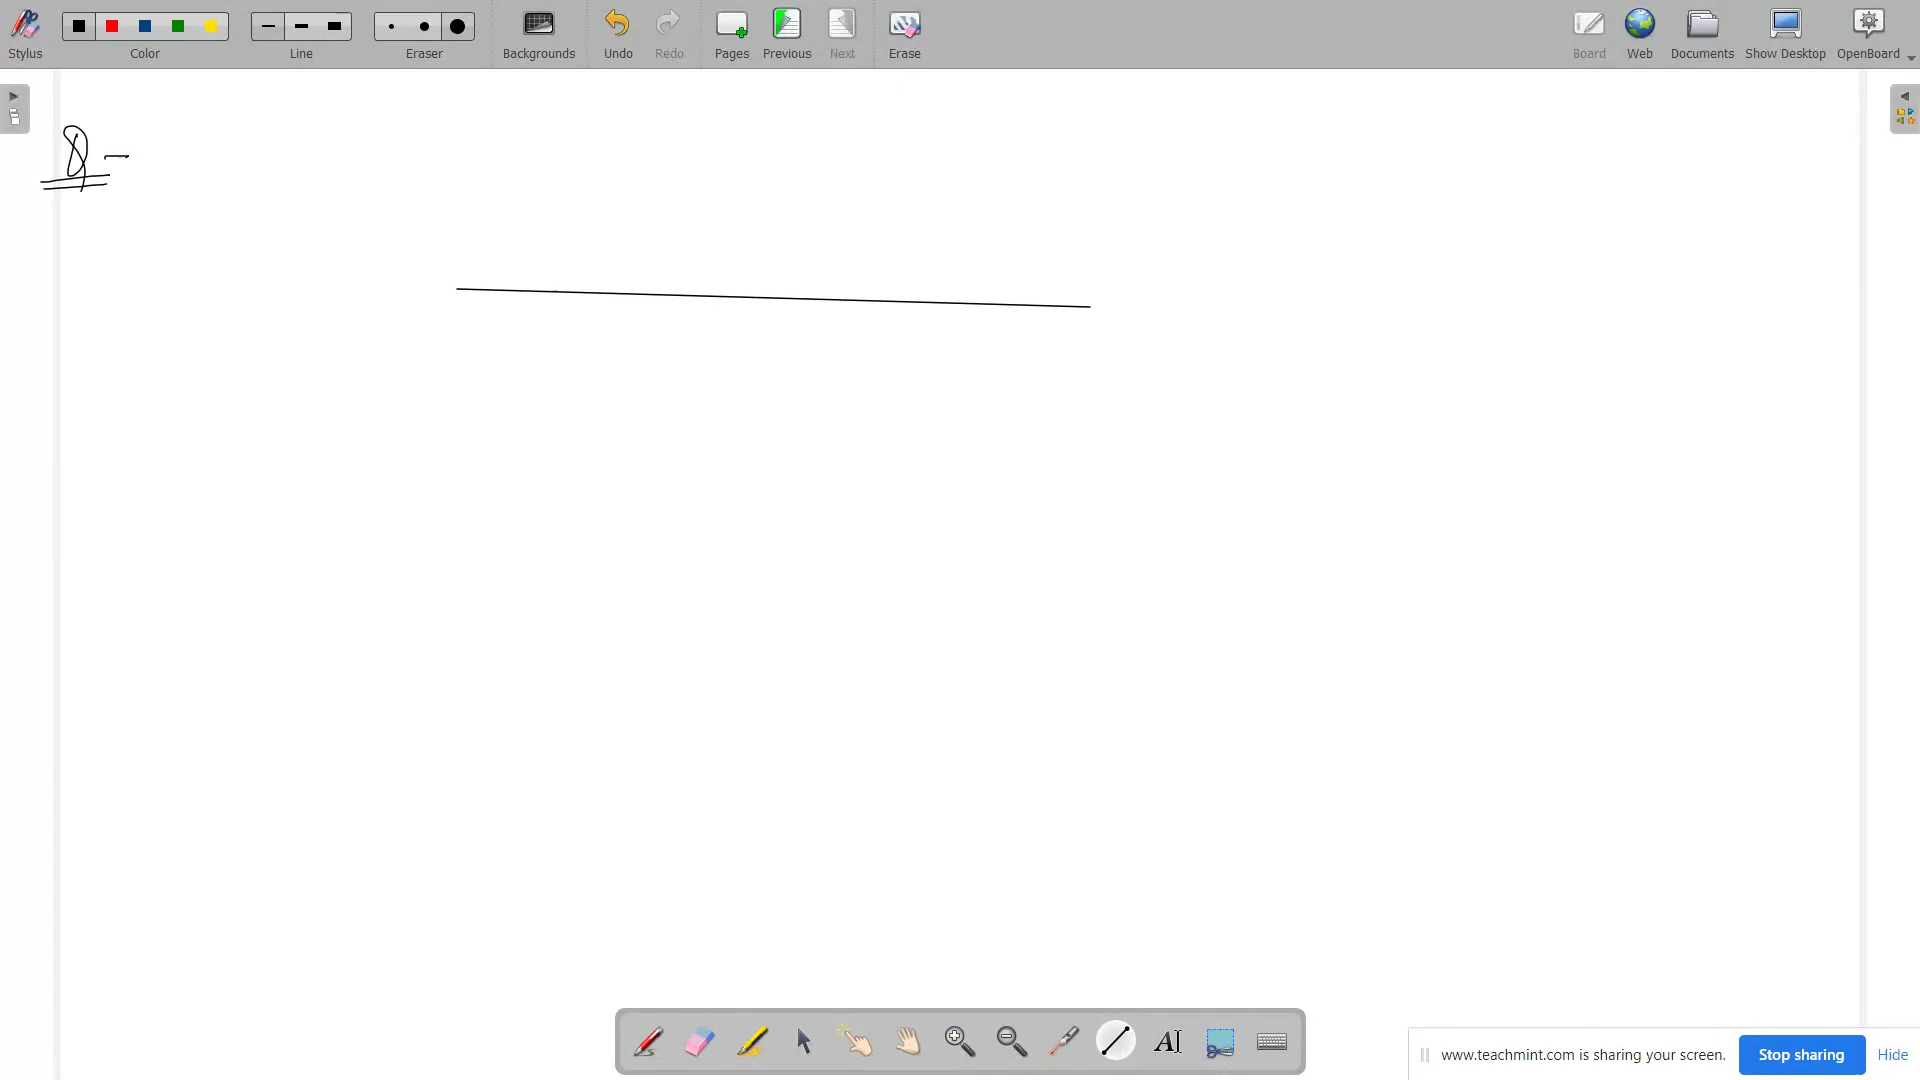 Stylus Color Line Eraser Backgrounds Undo Redo Pages Previous Next Erase Board Web Documents Show Desktop OpenBoard
8 -
www.teachmint.com is sharing your screen. Stop sharing Hide